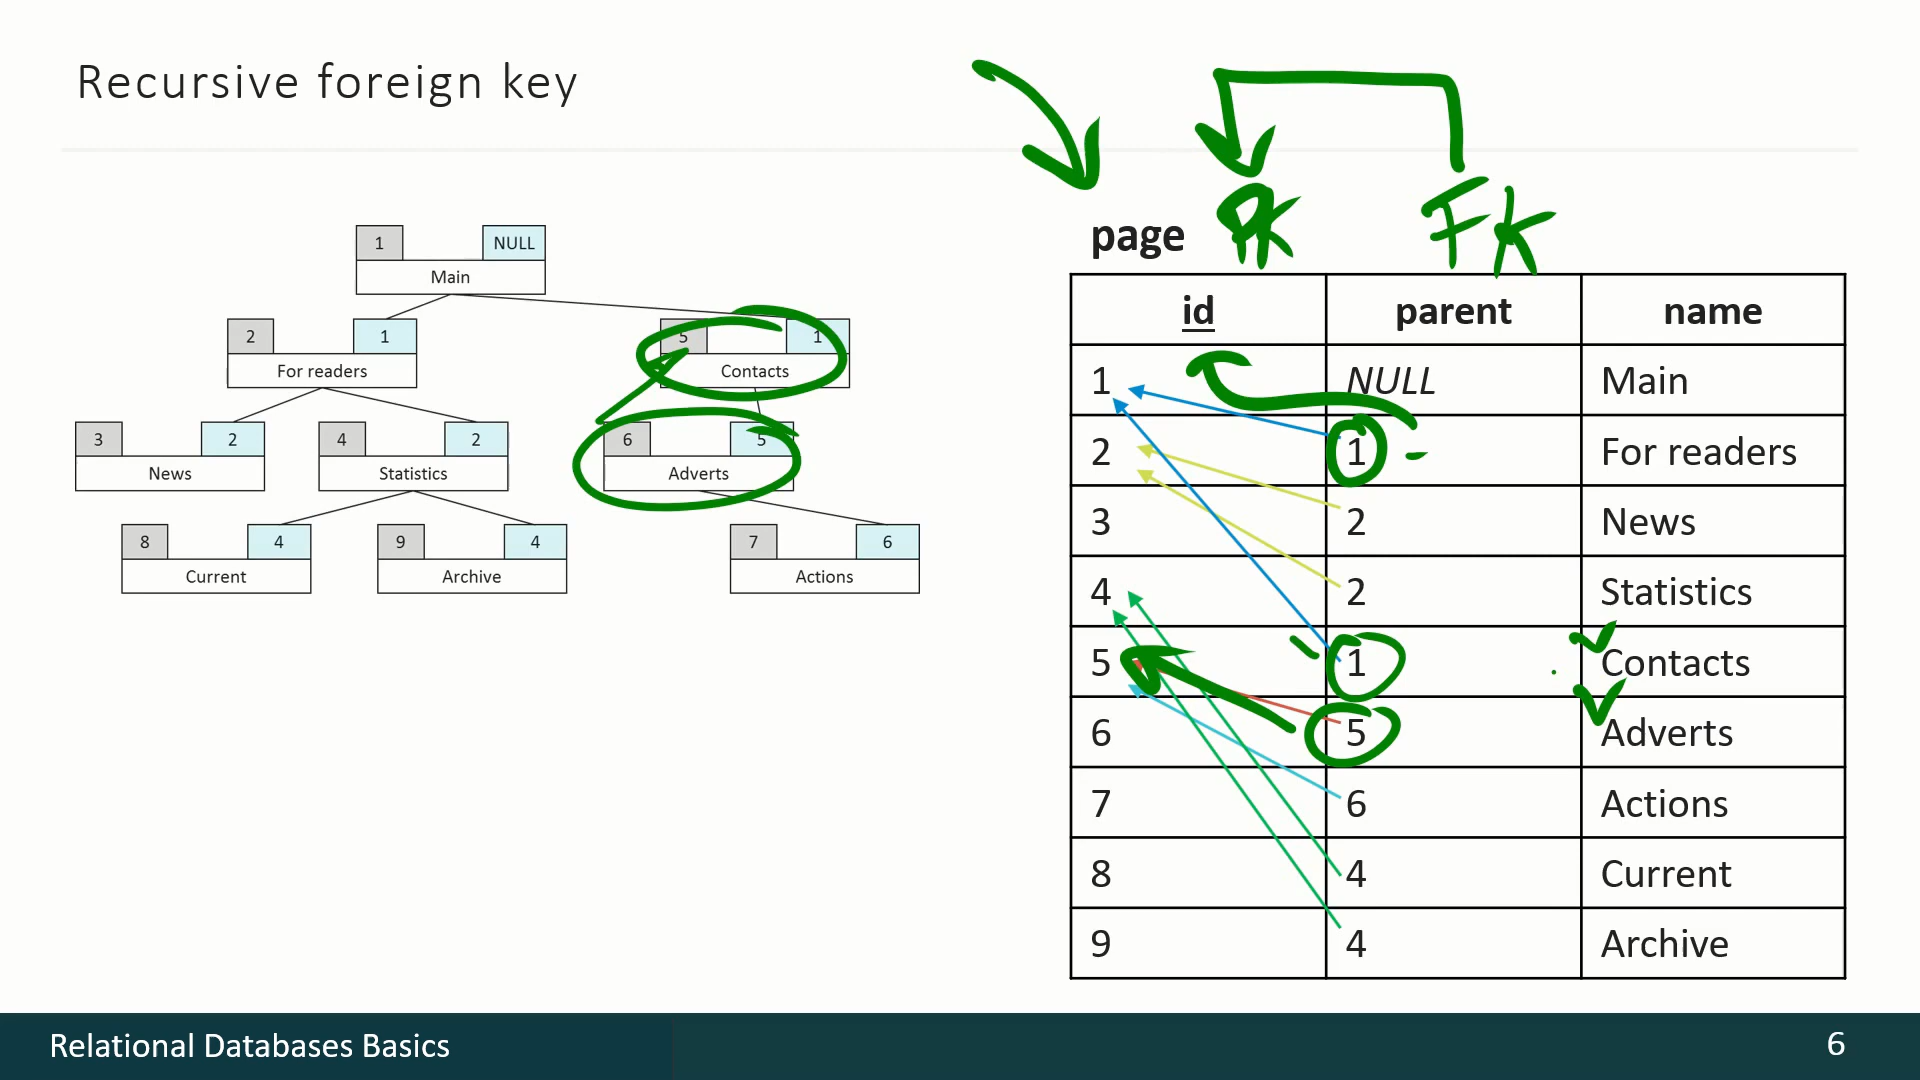 Recursive foreign key
1 NULL
Main
2 1
For readers
5 1
Contacts
3 2
News
4 2
Statistics
6 5
Adverts
8 4
Current
9 4
Archive
7 6
Actions
PK FK
page
id parent name
1 NULL Main
2 1 For readers
3 2 News
4 2 Statistics
5 1 Contacts
6 5 Adverts
7 6 Actions
8 4 Current
9 4 Archive
Relational Databases Basics
6